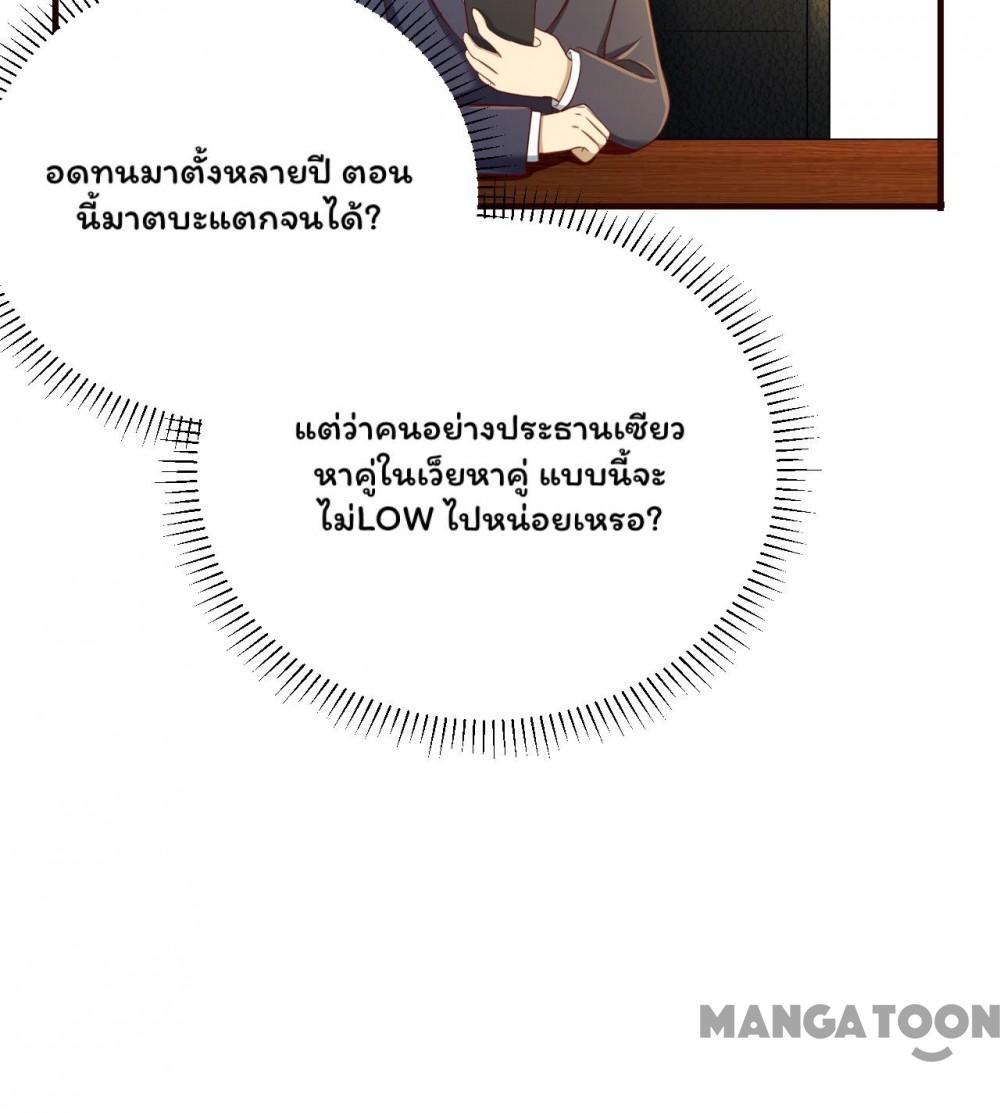 อดทนมาตั้งหลายปี ตอน
นี้มาตบะแตกจนได้?
แต่ว่าคนอย่างประธานเซียว
หาคู่ในเว็ยหาคู่ แบบนี้จะ
ไม่LOW ไปหน่อยเหรอ?
MANGATOON